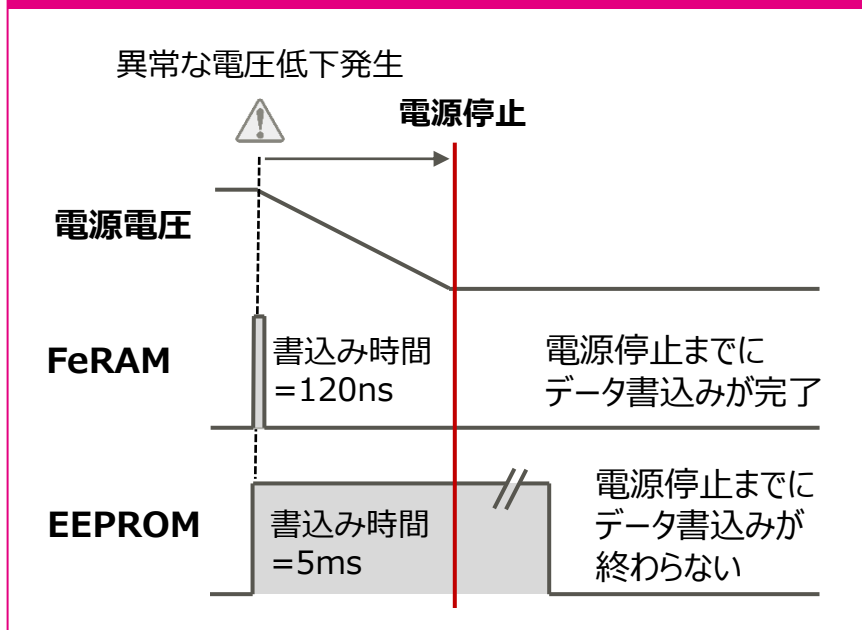 異常な電圧低下発生
電源停止
電源電圧
FeRAM
書込み時間
=120ns
電源停止までに
データ書込みが完了
EEPROM
書込み時間
=5ms
電源停止までに
データ書込みが
終わらない